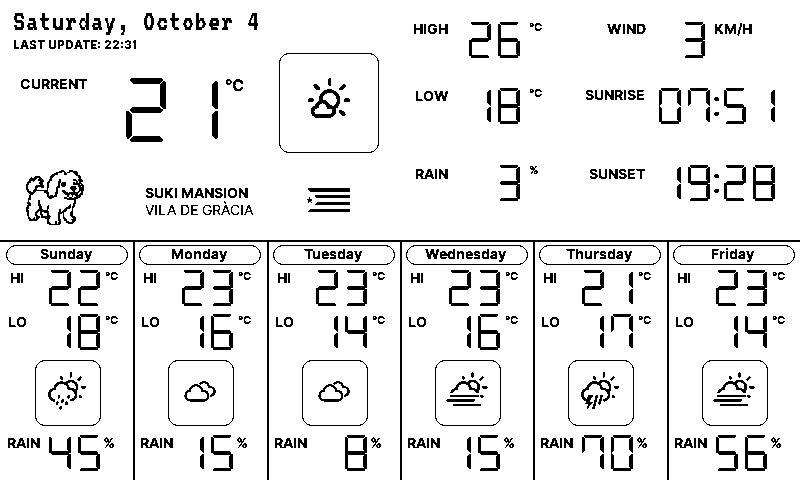 Saturday, October 4
LAST UPDATE: 22:31
CURRENT 21 °C
HIGH 26 °C
WIND 3 KM/H
LOW 18 °C
SUNRISE 07:51
RAIN 3 %
SUNSET 19:28
SUKI MANSION
VILA DE GRÀCIA
Sunday
HI 22 °C
LO 18 °C
RAIN 45 %
Monday
HI 23 °C
LO 16 °C
RAIN 15 %
Tuesday
HI 23 °C
LO 14 °C
RAIN 8 %
Wednesday
HI 23 °C
LO 16 °C
RAIN 15 %
Thursday
HI 21 °C
LO 17 °C
RAIN 70 %
Friday
HI 23 °C
LO 14 °C
RAIN 56 %